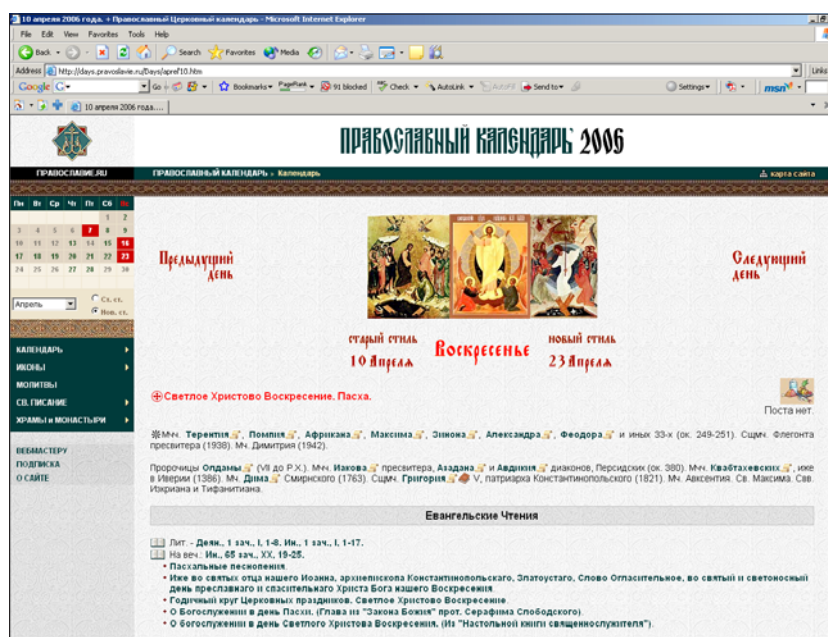 10 апреля 2006 года. + Православный Церковный календарь - Microsoft Internet Explorer
File Edit View Favorites Tools Help
Back Search Favorites Media
Address http://days.pravoslavie.ru/Days/aprel10.htm Links
Google Go Bookmarks PageRank 91 blocked Check AutoLink AutoFill Send to Settings msn
10 апреля 2006 года....
ПРАВОСЛАВНЫЙ КАЛЕНДАРЬ 2006
ПРАВОСЛАВИЕ.RU ПРАВОСЛАВНЫЙ КАЛЕНДАРЬ » Календарь карта сайта
Пн Вт Ср Чт Пт Сб Вс
1 2
3 4 5 6 7 8 9
10 11 12 13 14 15 16
17 18 19 20 21 22 23
24 25 26 27 28 29 30
Предыдущий
день
Следующий
день
Апрель
Ст. ст.
Нов. ст.
старый стиль
10 Апреля
Воскресенье
новый стиль
23 Апреля
КАЛЕНДАРЬ
ИКОНЫ
МОЛИТВЫ
СВ. ПИСАНИЕ
ХРАМЫ и МОНАСТЫРИ
ВЕБМАСТЕРУ
ПОДПИСКА
О САЙТЕ
Светлое Христово Воскресение. Пасха.
Поста нет.
Мчч. Терентия, Помпия, Африкана, Максима, Зинона, Александра, Феодора и иных 33-х (ок. 249-251). Сщмч. Флегонта
пресвитера (1938). Мч. Димитрия (1942).
Пророчицы Олдамы (VII до Р.Х.). Мчч. Иакова пресвитера, Азадана и Авдикия диаконов, Персидских (ок. 380). Мчч. Квабтахевских, иже
в Иверии (1386). Мч. Дима Смирнского (1763). Сщмч. Григория V, патриарха Константинопольского (1821). Мч. Авксентия. Св. Максима. Свв.
Изхриана и Тифанитиана.
Евангельские Чтения
Лит. - Деян., 1 зач., I, 1-8. Ин., 1 зач., I, 1-17.
На веч.: Ин., 65 зач., XX, 19-25.
• Пасхальные песнопения.
• Иже во святых отца нашего Иоанна, архиепископа Константинопольскаго, Златоустаго, Слово Огласительное, во святый и светоносный
день преславнаго и спасительнаго Христа Бога нашего Воскресения.
• Годичный круг Церковных праздников. Светлое Христово Воскресение.
• О Богослужении в день Пасхи. (Глава из "Закона Божия" прот. Серафима Слободского).
• О богослужении в день Светлого Христова Воскресения. (Из "Настольной книги священнослужителя").